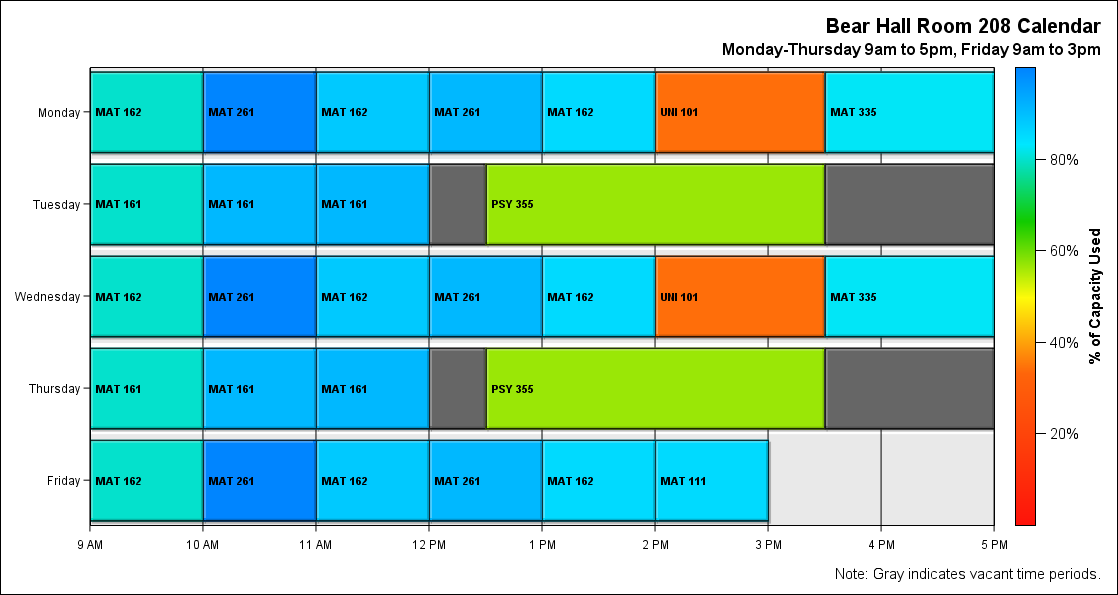 Bear Hall Room 208 Calendar
Monday-Thursday 9am to 5pm, Friday 9am to 3pm
Monday
MAT 162
MAT 261
MAT 162
MAT 261
MAT 162
UNI 101
MAT 335
Tuesday
MAT 161
MAT 161
MAT 161
PSY 355
Wednesday
MAT 162
MAT 261
MAT 162
MAT 261
MAT 162
UNI 101
MAT 335
Thursday
MAT 161
MAT 161
MAT 161
PSY 355
Friday
MAT 162
MAT 261
MAT 162
MAT 261
MAT 162
MAT 111
9 AM
10 AM
11 AM
12 PM
1 PM
2 PM
3 PM
4 PM
5 PM
80%
60%
40%
20%
% of Capacity Used
Note: Gray indicates vacant time periods.